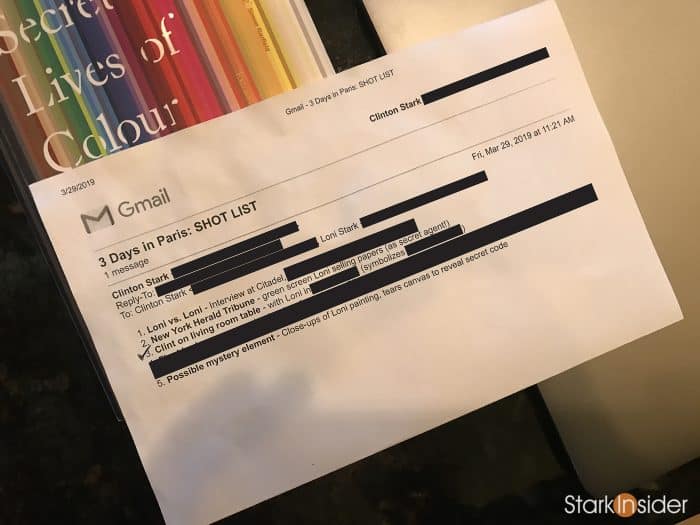 Secret
Lives of
Colour
Gmail - 3 Days in Paris: SHOT LIST
Clinton Stark
3/29/2019
Gmail
Fri, Mar 29, 2019 at 11:21 AM
3 Days in Paris: SHOT LIST
1 message
Clinton Stark
Reply-To:
To: Clinton Stark Loni Stark
1. Loni vs. Loni - Interview at Citadel,
2. New York Herald Tribune - green screen Loni selling papers (as secret agent!)
3. Clint on living room table - with Loni in (symbolizes )
5. Possible mystery element - Close-ups of Loni painting, tears canvas to reveal secret code
StarkInsider